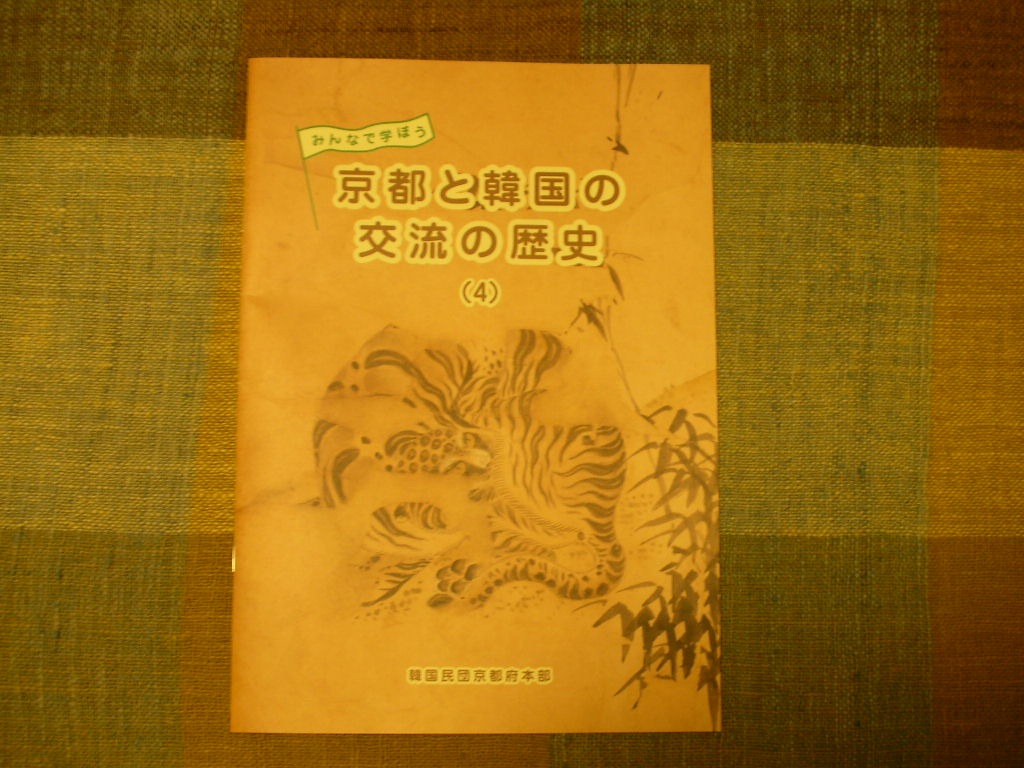 みんなで学ぼう
京都と韓国の
交流の歴史
(4)
韓国民団京都府本部